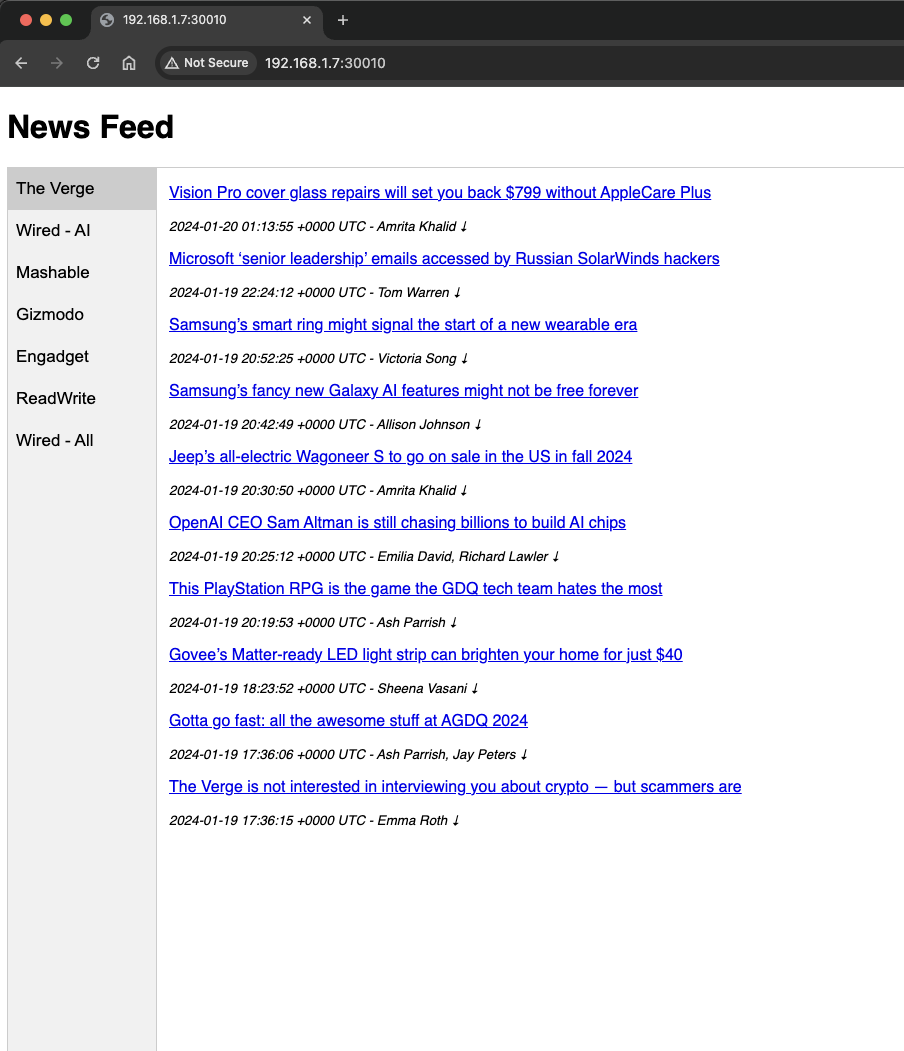 192.168.1.7:30010
Not Secure 192.168.1.7:30010
News Feed
The Verge
Wired - AI
Mashable
Gizmodo
Engadget
ReadWrite
Wired - All
Vision Pro cover glass repairs will set you back $799 without AppleCare Plus
2024-01-20 01:13:55 +0000 UTC - Amrita Khalid ↓
Microsoft ‘senior leadership’ emails accessed by Russian SolarWinds hackers
2024-01-19 22:24:12 +0000 UTC - Tom Warren ↓
Samsung’s smart ring might signal the start of a new wearable era
2024-01-19 20:52:25 +0000 UTC - Victoria Song ↓
Samsung’s fancy new Galaxy AI features might not be free forever
2024-01-19 20:42:49 +0000 UTC - Allison Johnson ↓
Jeep’s all-electric Wagoneer S to go on sale in the US in fall 2024
2024-01-19 20:30:50 +0000 UTC - Amrita Khalid ↓
OpenAI CEO Sam Altman is still chasing billions to build AI chips
2024-01-19 20:25:12 +0000 UTC - Emilia David, Richard Lawler ↓
This PlayStation RPG is the game the GDQ tech team hates the most
2024-01-19 20:19:53 +0000 UTC - Ash Parrish ↓
Govee’s Matter-ready LED light strip can brighten your home for just $40
2024-01-19 18:23:52 +0000 UTC - Sheena Vasani ↓
Gotta go fast: all the awesome stuff at AGDQ 2024
2024-01-19 17:36:06 +0000 UTC - Ash Parrish, Jay Peters ↓
The Verge is not interested in interviewing you about crypto — but scammers are
2024-01-19 17:36:15 +0000 UTC - Emma Roth ↓